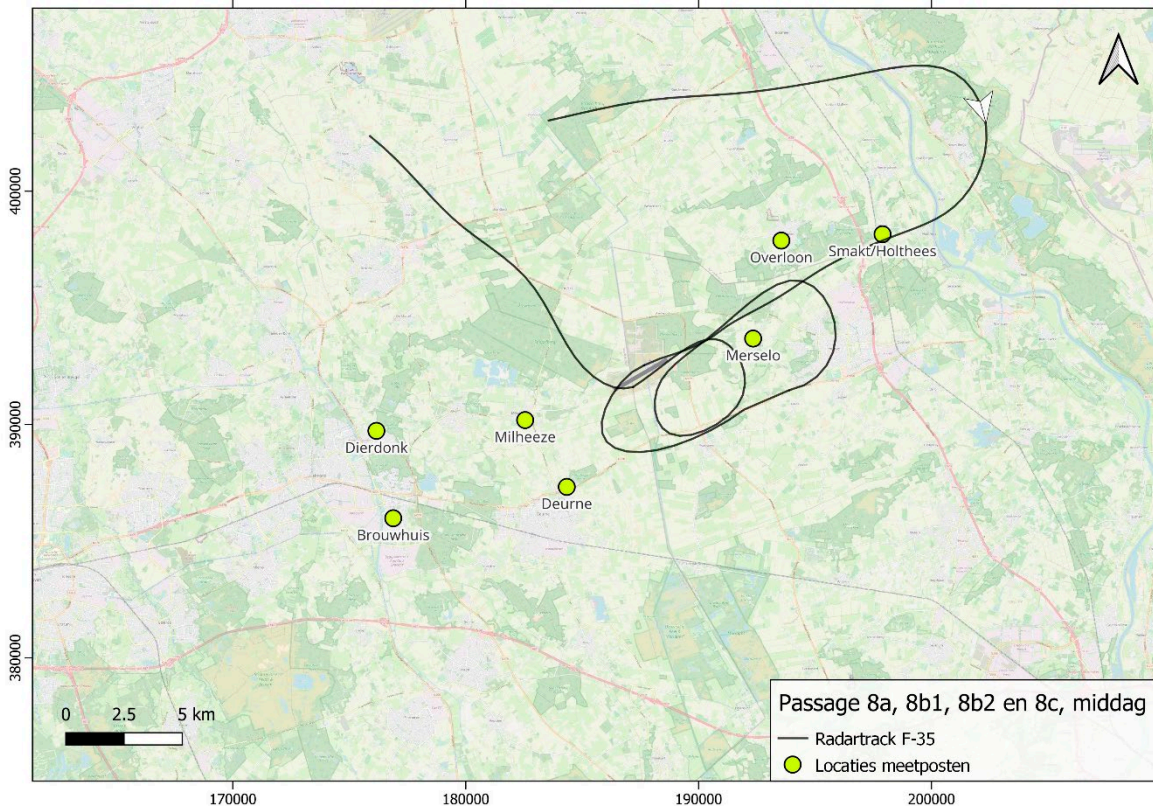 400000
390000
380000
Overloon
Smakt/Holthees
Merselo
Milheeze
Dierdonk
Deurne
Brouwhuis
0 2.5 5 km
Passage 8a, 8b1, 8b2 en 8c, middag
Radartrack F-35
Locaties meetposten
170000 180000 190000 200000